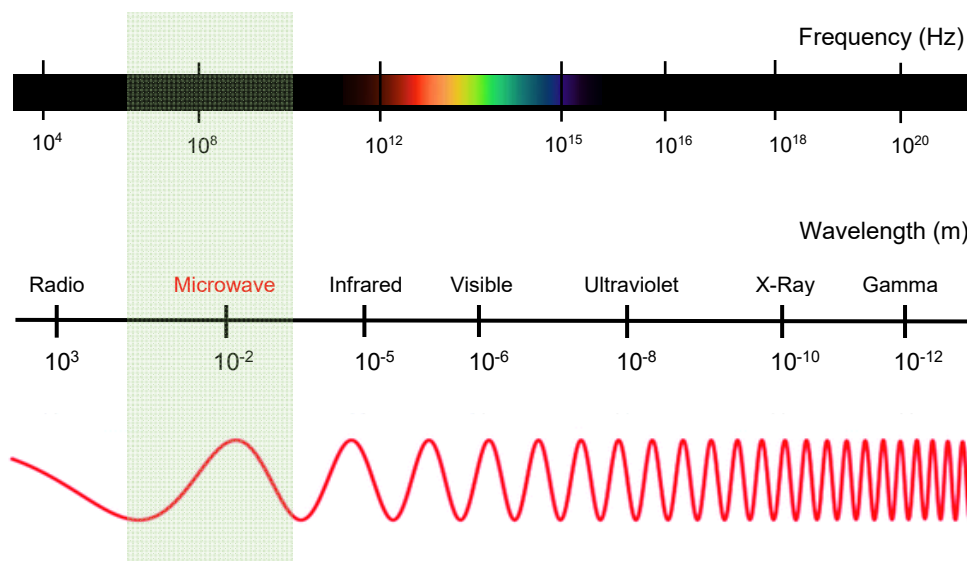 Frequency (Hz)
10⁴ 10⁸ 10¹² 10¹⁵ 10¹⁶ 10¹⁸ 10²⁰
Wavelength (m)
Radio Microwave Infrared Visible Ultraviolet X-Ray Gamma
10³ 10⁻² 10⁻⁵ 10⁻⁶ 10⁻⁸ 10⁻¹⁰ 10⁻¹²